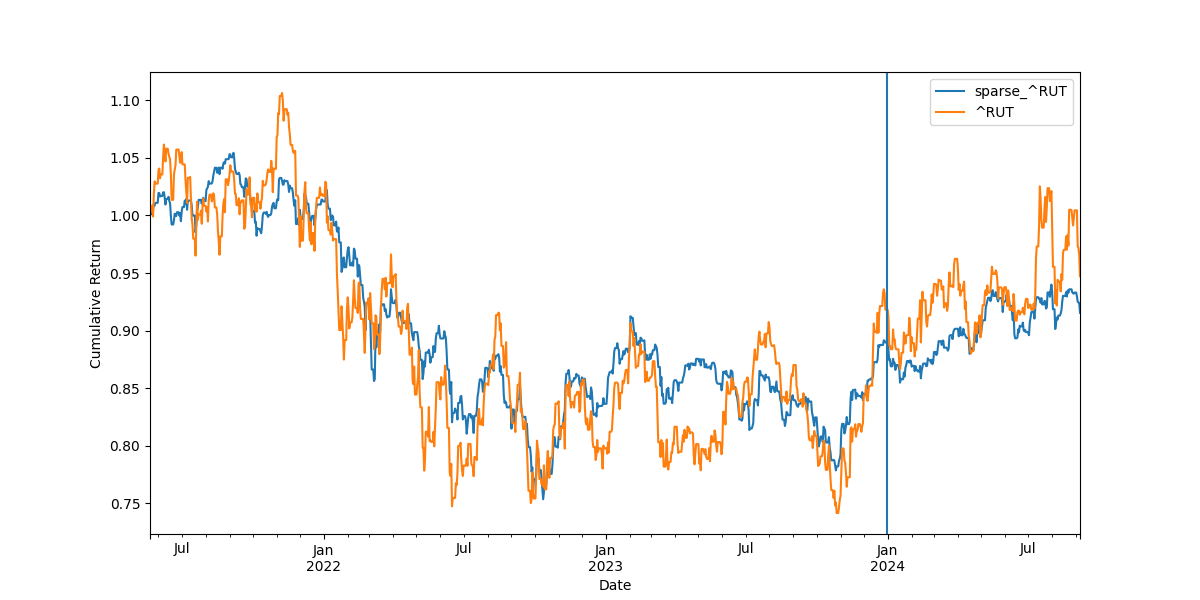 sparse_^RUT
^RUT
Cumulative Return
1.10
1.05
1.00
0.95
0.90
0.85
0.80
0.75
Jul
Jan
2022
Jul
Jan
2023
Jul
Jan
2024
Jul
Date